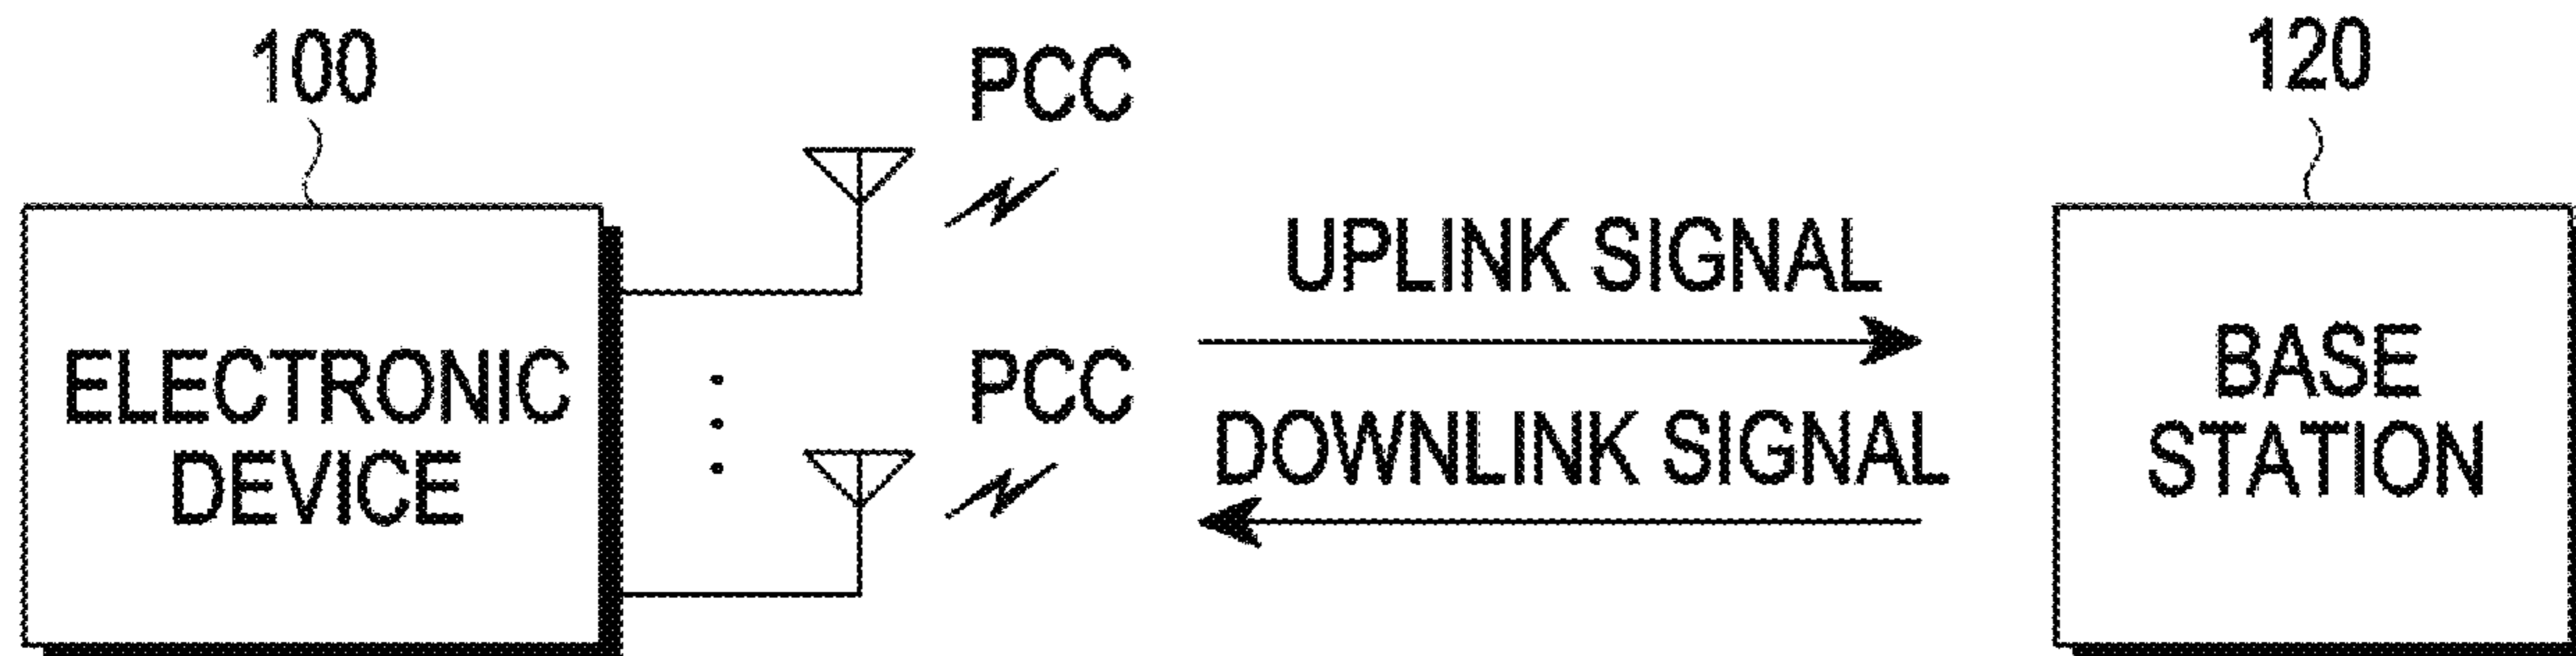 100
PCC
120
UPLINK SIGNAL
ELECTRONIC
DEVICE
PCC
DOWNLINK SIGNAL
BASE
STATION